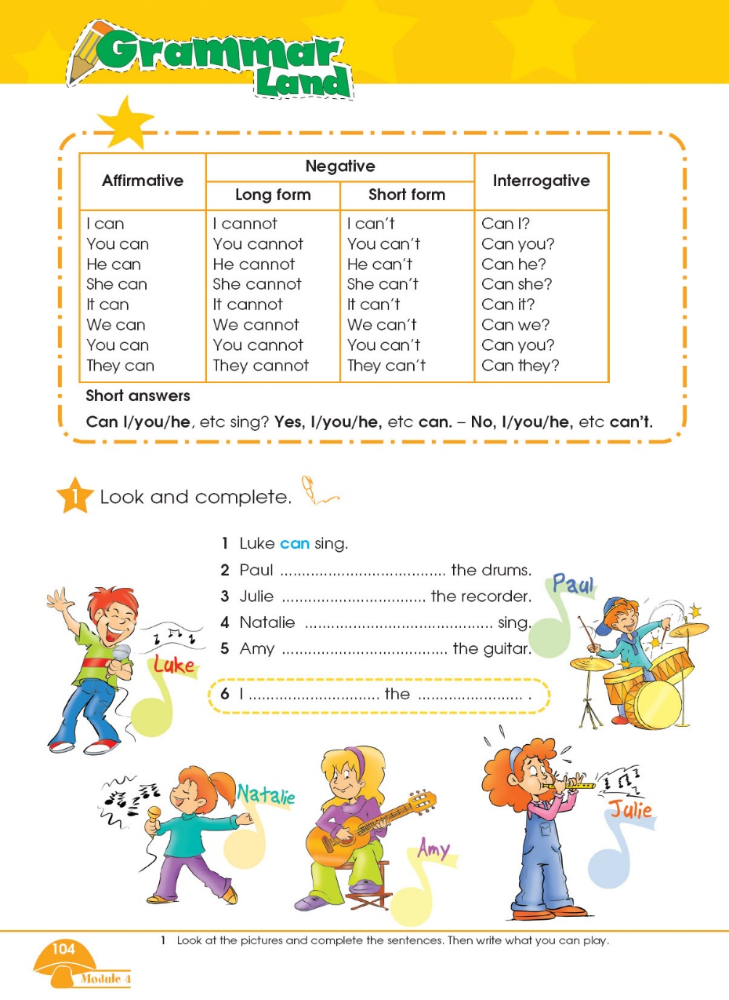 Grammar
Land
Affirmative
Negative
Interrogative
Long form
Short form
I can
I cannot
I can't
Can I?
You can
You cannot
You can't
Can you?
He can
He cannot
He can't
Can he?
She can
She cannot
She can't
Can she?
It can
It cannot
It can't
Can it?
We can
We cannot
We can't
Can we?
You can
You cannot
You can't
Can you?
They can
They cannot
They can't
Can they?
Short answers
Can I/you/he, etc sing? Yes, I/you/he, etc can. – No, I/you/he, etc can't.
1 Look and complete.
1 Luke can sing.
2 Paul ...................................... the drums.
3 Julie ................................. the recorder.
4 Natalie ........................................... sing.
5 Amy ...................................... the guitar.
6 I .............................. the ........................ .
Paul
Luke
Natalie
Amy
Julie
1 Look at the pictures and complete the sentences. Then write what you can play.
104
Module 4